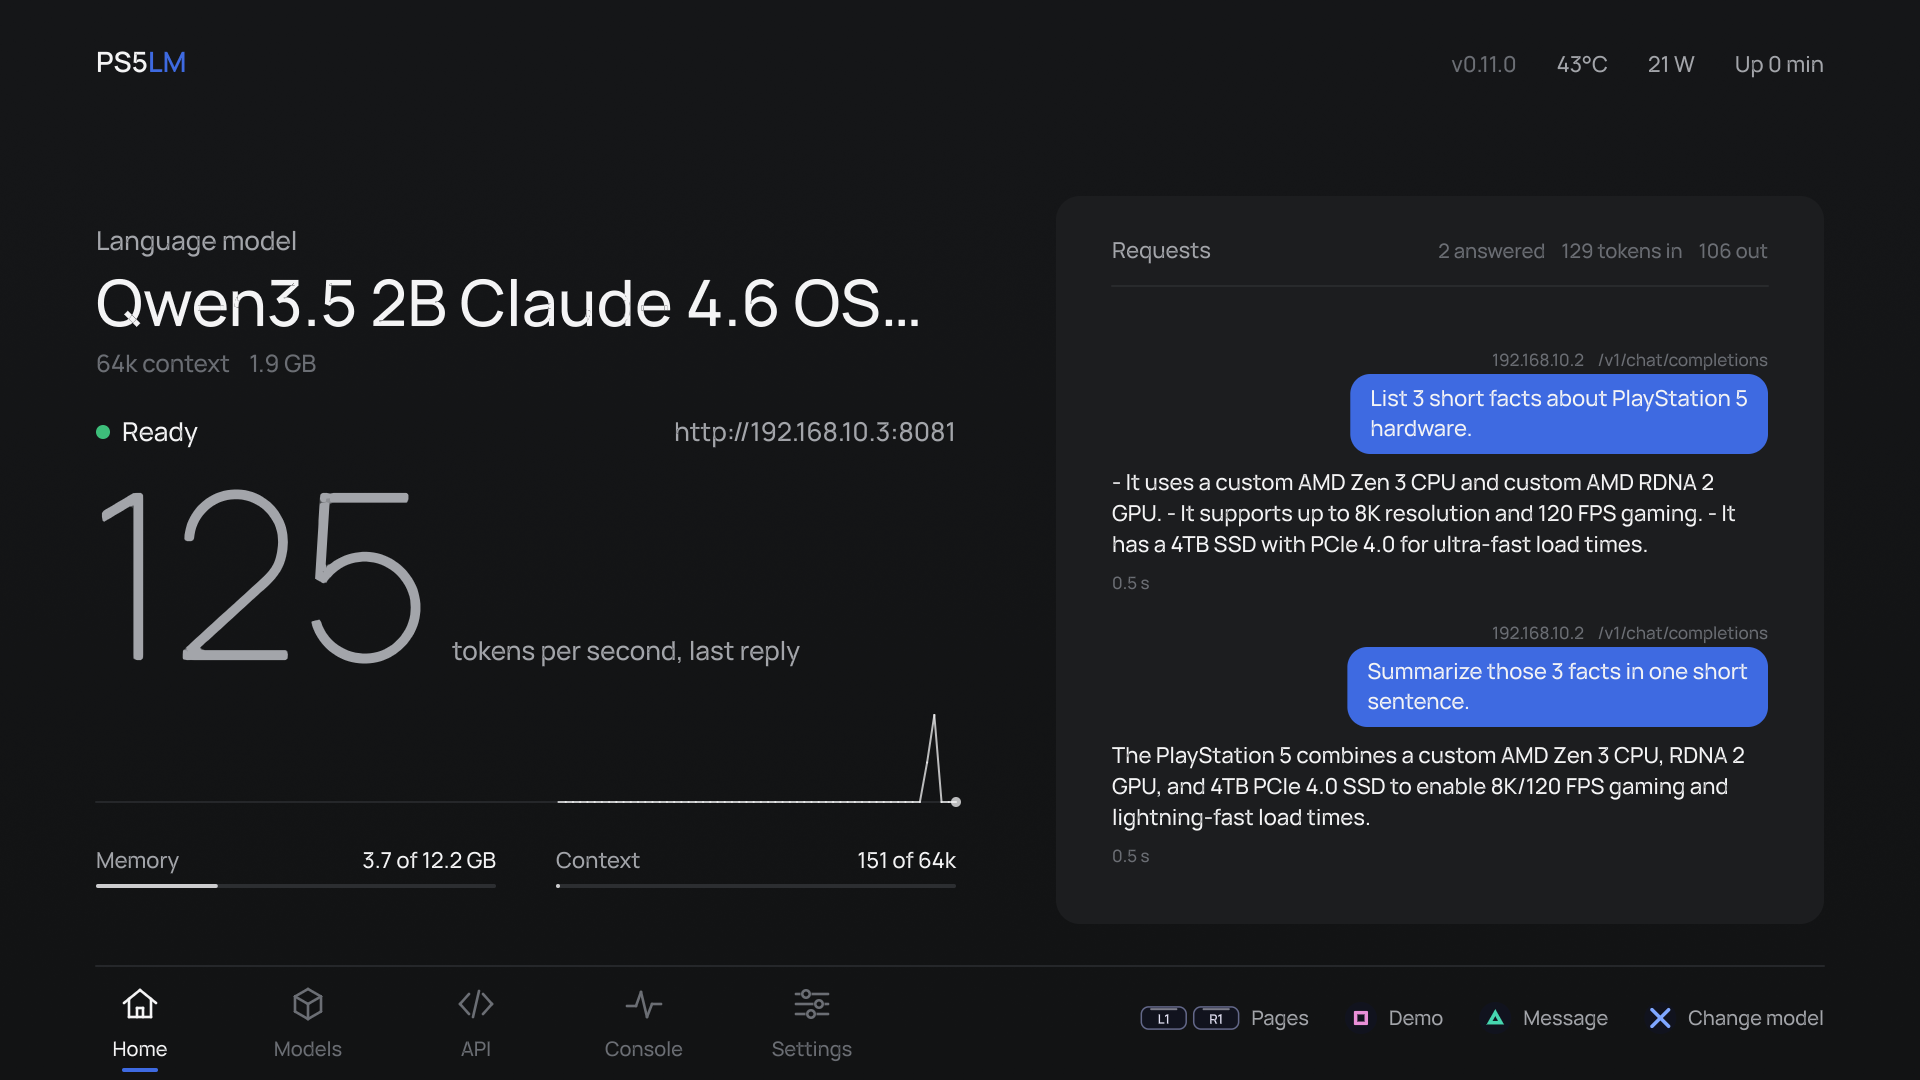 PS5LM
v0.11.0 43°C 21 W Up 0 min
Language model
Qwen3.5 2B Claude 4.6 OS...
64k context 1.9 GB
Ready
http://192.168.10.3:8081
125 tokens per second, last reply
Memory 3.7 of 12.2 GB
Context 151 of 64k
Requests 2 answered 129 tokens in 106 out
192.168.10.2 /v1/chat/completions
List 3 short facts about PlayStation 5
hardware.
- It uses a custom AMD Zen 3 CPU and custom AMD RDNA 2
GPU. - It supports up to 8K resolution and 120 FPS gaming. - It
has a 4TB SSD with PCIe 4.0 for ultra-fast load times.
0.5 s
192.168.10.2 /v1/chat/completions
Summarize those 3 facts in one short
sentence.
The PlayStation 5 combines a custom AMD Zen 3 CPU, RDNA 2
GPU, and 4TB PCIe 4.0 SSD to enable 8K/120 FPS gaming and
lightning-fast load times.
0.5 s
Home
Models
API
Console
Settings
L1 R1 Pages
Demo
Message
Change model